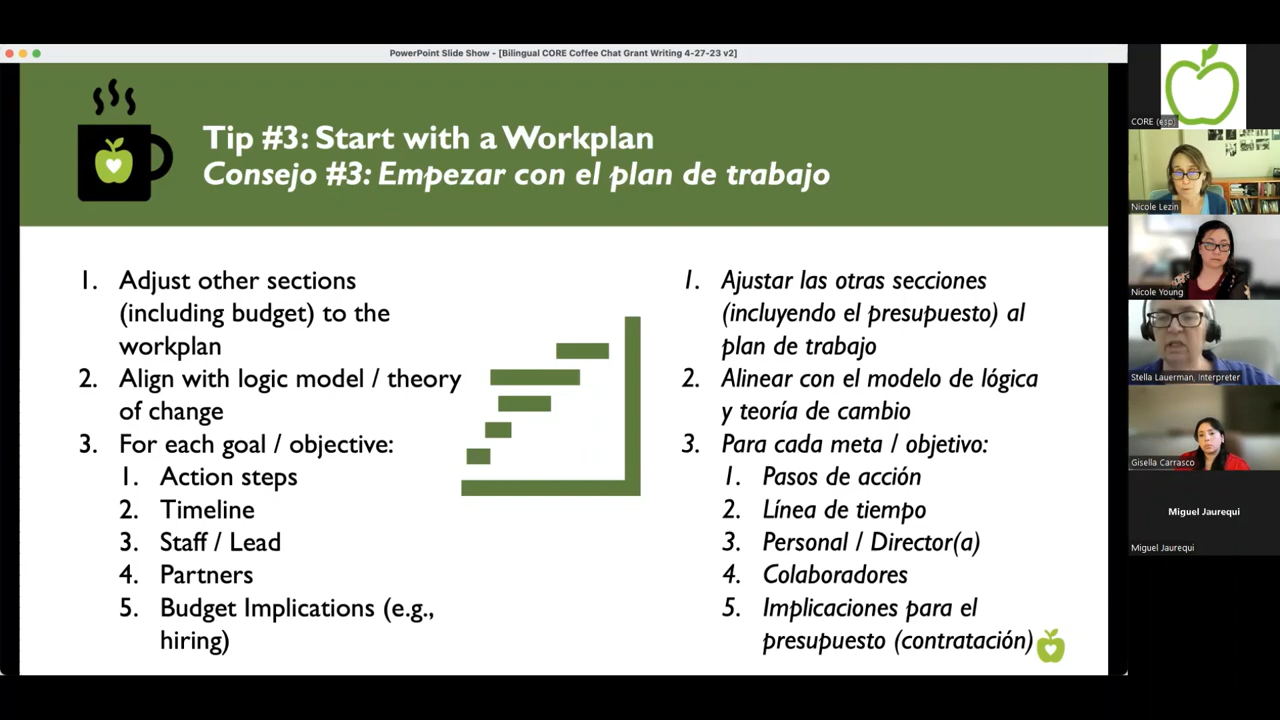 PowerPoint Slide Show - [Bilingual CORE Coffee Chat Grant Writing 4-27-23 v2]
Tip #3: Start with a Workplan
Consejo #3: Empezar con el plan de trabajo
1. Adjust other sections
(including budget) to the
workplan
2. Align with logic model / theory
of change
3. For each goal / objective:
1. Action steps
2. Timeline
3. Staff / Lead
4. Partners
5. Budget Implications (e.g.,
hiring)
1. Ajustar las otras secciones
(incluyendo el presupuesto) al
plan de trabajo
2. Alinear con el modelo de lógica
y teoría de cambio
3. Para cada meta / objetivo:
1. Pasos de acción
2. Línea de tiempo
3. Personal / Director(a)
4. Colaboradores
5. Implicaciones para el
presupuesto (contratación)
CORE (esp)
Nicole Lezin
Nicole Young
Stella Lauerman, Interpreter
Gisella Carrasco
Miguel Jaurequi
Miguel Jaurequi